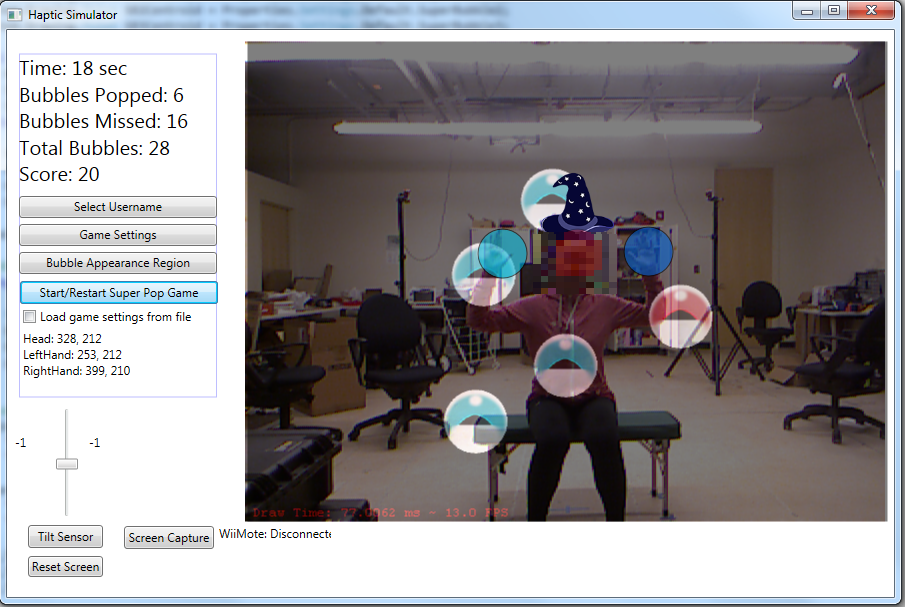 Haptic Simulator
Time: 18 sec
Bubbles Popped: 6
Bubbles Missed: 16
Total Bubbles: 28
Score: 20
Select Username
Game Settings
Bubble Appearance Region
Start/Restart Super Pop Game
Load game settings from file
Head: 328, 212
LeftHand: 253, 212
RightHand: 399, 210
-1
-1
Draw Time: ms ~ 13.0 FPS
Tilt Sensor
Screen Capture
WiiMote: Disconnecte
Reset Screen